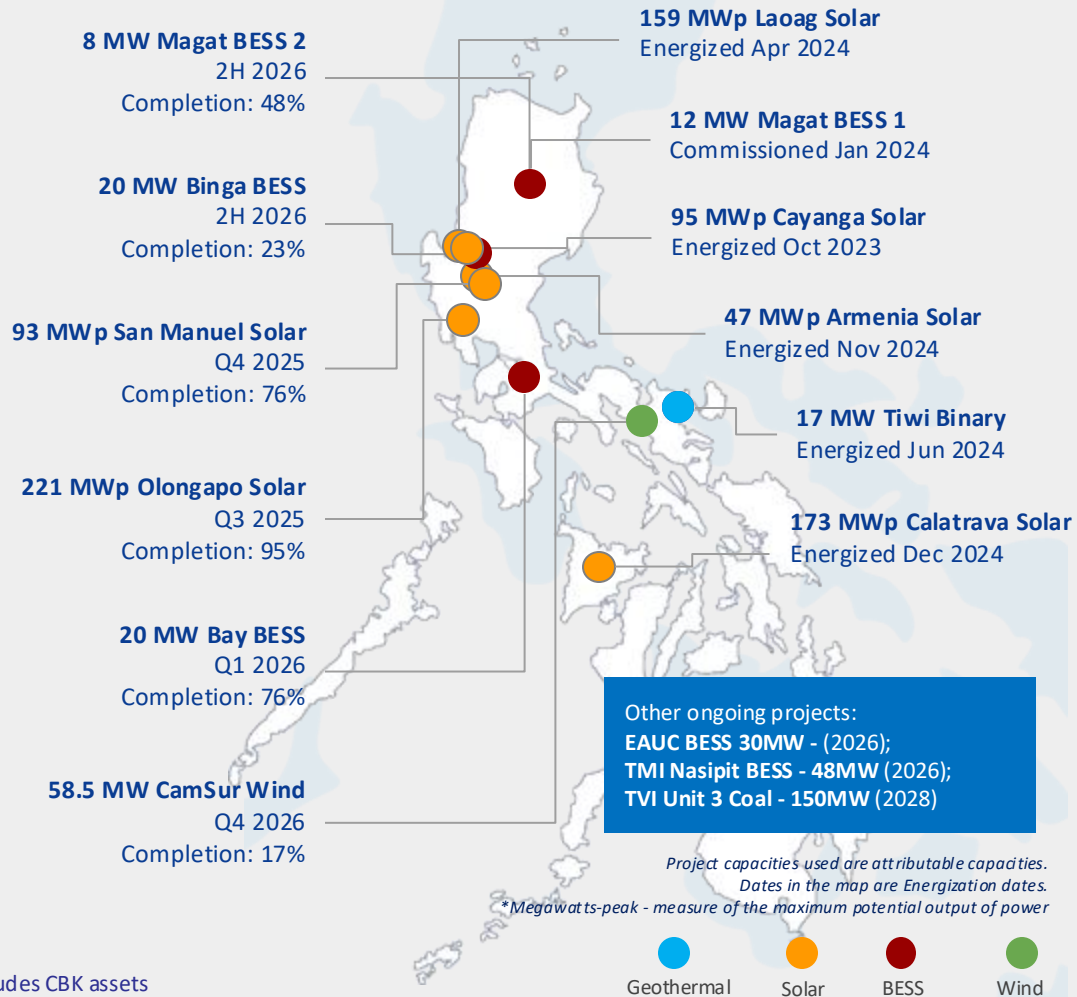 8 MW Magat BESS 2
2H 2026
Completion: 48%
20 MW Binga BESS
2H 2026
Completion: 23%
93 MWp San Manuel Solar
Q4 2025
Completion: 76%
221 MWp Olongapo Solar
Q3 2025
Completion: 95%
20 MW Bay BESS
Q1 2026
Completion: 76%
58.5 MW CamSur Wind
Q4 2026
Completion: 17%
159 MWp Laoag Solar
Energized Apr 2024
12 MW Magat BESS 1
Commissioned Jan 2024
95 MWp Cayanga Solar
Energized Oct 2023
47 MWp Armenia Solar
Energized Nov 2024
17 MW Tiwi Binary
Energized Jun 2024
173 MWp Calatrava Solar
Energized Dec 2024
Other ongoing projects:
EAUC BESS 30MW - (2026);
TMI Nasipit BESS - 48MW (2026);
TVI Unit 3 Coal - 150MW (2028)
Project capacities used are attributable capacities.
Dates in the map are Energization dates.
*Megawatts-peak - measure of the maximum potential output of power
Geothermal
Solar
BESS
Wind
CBK assets